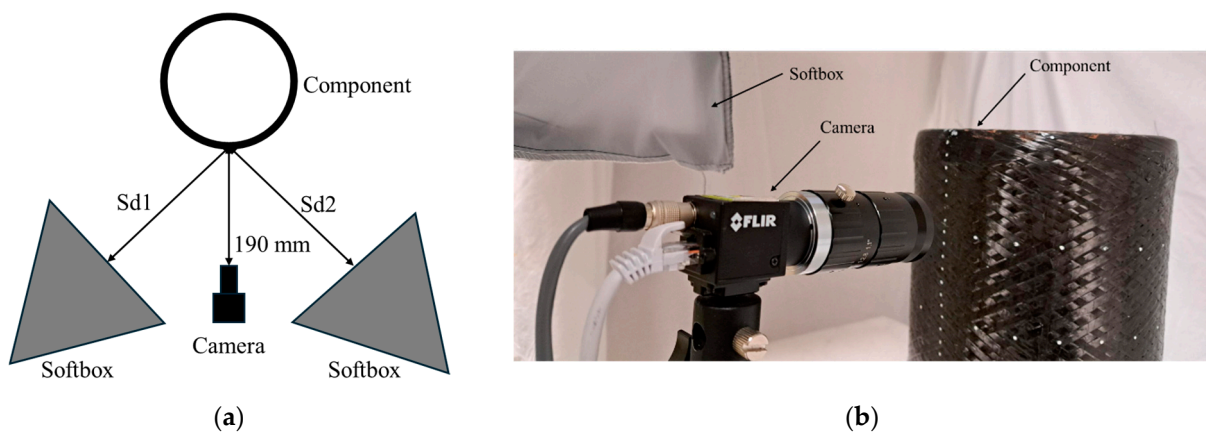 Component
Sd1
Sd2
190 mm
Camera
Softbox
Softbox
(a)
Softbox
Component
Camera
FLIR
(b)